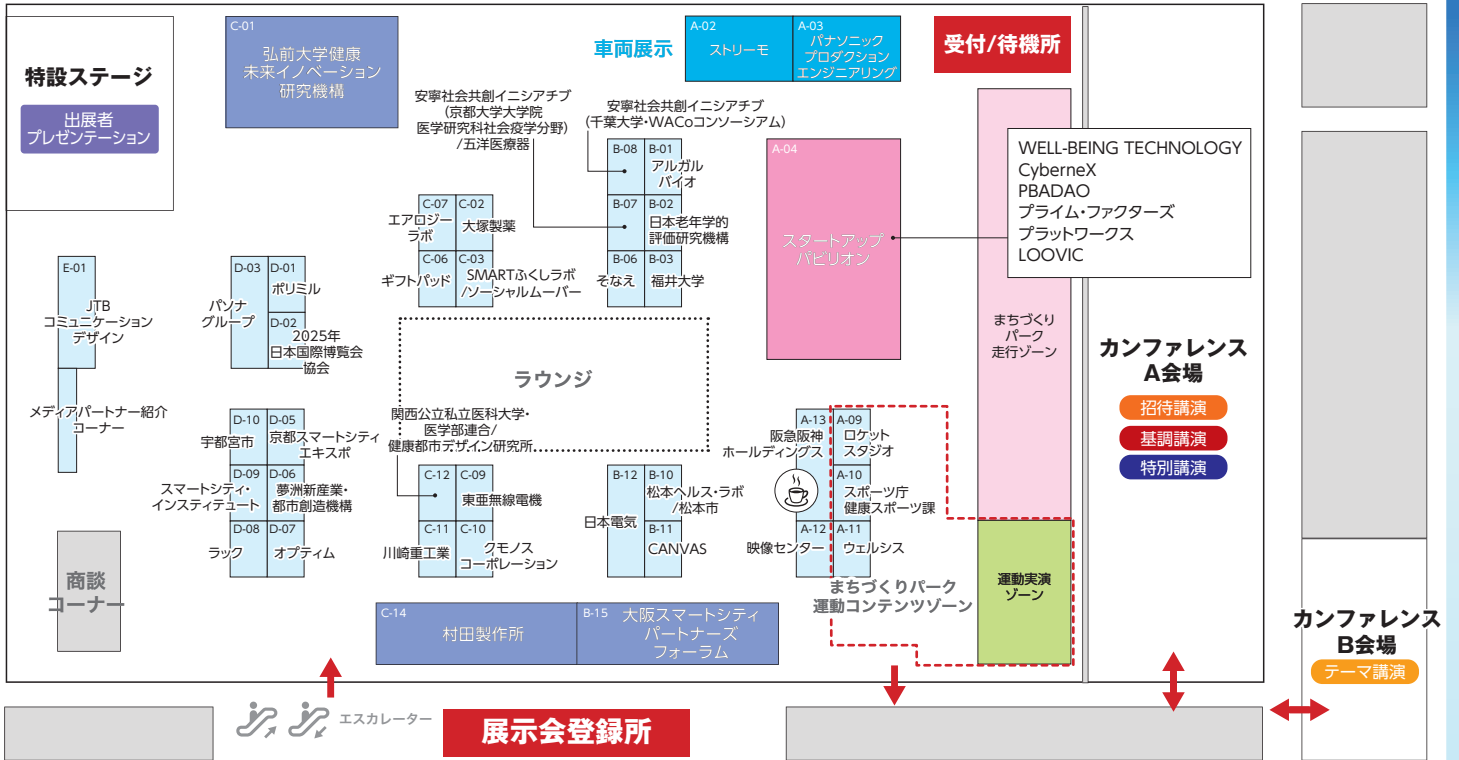 特設ステージ
出展者
プレゼンテーション
C-01
弘前大学健康
未来イノベーション
研究機構
車両展示
A-02
ストリーモ
A-03
パナソニック
プロダクション
エンジニアリング
受付/待機所
安寧社会共創イニシアチブ
(京都大学大学院
医学研究科社会疫学分野)
/五洋医療器
安寧社会共創イニシアチブ
(千葉大学・WACoコンソーシアム)
B-08
B-01
アルガル
バイオ
B-07
B-02
日本老年学的
評価研究機構
B-06
そなえ
B-03
福井大学
C-07
エアロジー
ラボ
C-02
大塚製薬
C-06
ギフトパッド
C-03
SMARTふくしラボ
/ソーシャルムーバー
A-04
スタートアップ
パビリオン
WELL-BEING TECHNOLOGY
CyberneX
PBADAO
プライム・ファクターズ
プラットワークス
LOOVIC
E-01
JTB
コミュニケーション
デザイン
D-03
パソナ
グループ
D-01
ポリミル
D-02
2025年
日本国際博覧会
協会
ラウンジ
まちづくり
パーク
走行ゾーン
カンファレンス
A会場
招待講演
基調講演
特別講演
メディアパートナー紹介
コーナー
D-10
宇都宮市
D-05
京都スマートシティ
エキスポ
D-09
スマートシティ・
インスティテュート
D-06
夢洲新産業・
都市創造機構
D-08
ラック
D-07
オプティム
関西公立私立医科大学・
医学部連合/
健康都市デザイン研究所
C-12
C-09
東亜無線電機
C-11
川崎重工業
C-10
クモノス
コーポレーション
B-12
日本電気
B-10
松本ヘルス・ラボ
/松本市
B-11
CANVAS
A-13
阪急阪神
ホールディングス
A-09
ロケット
スタジオ
A-10
スポーツ庁
健康スポーツ課
A-12
映像センター
A-11
ウェルシス
まちづくりパーク
運動コンテンツゾーン
運動実演
ゾーン
商談
コーナー
C-14
村田製作所
B-15
大阪スマートシティ
パートナーズ
フォーラム
カンファレンス
B会場
テーマ講演
エスカレーター
展示会登録所